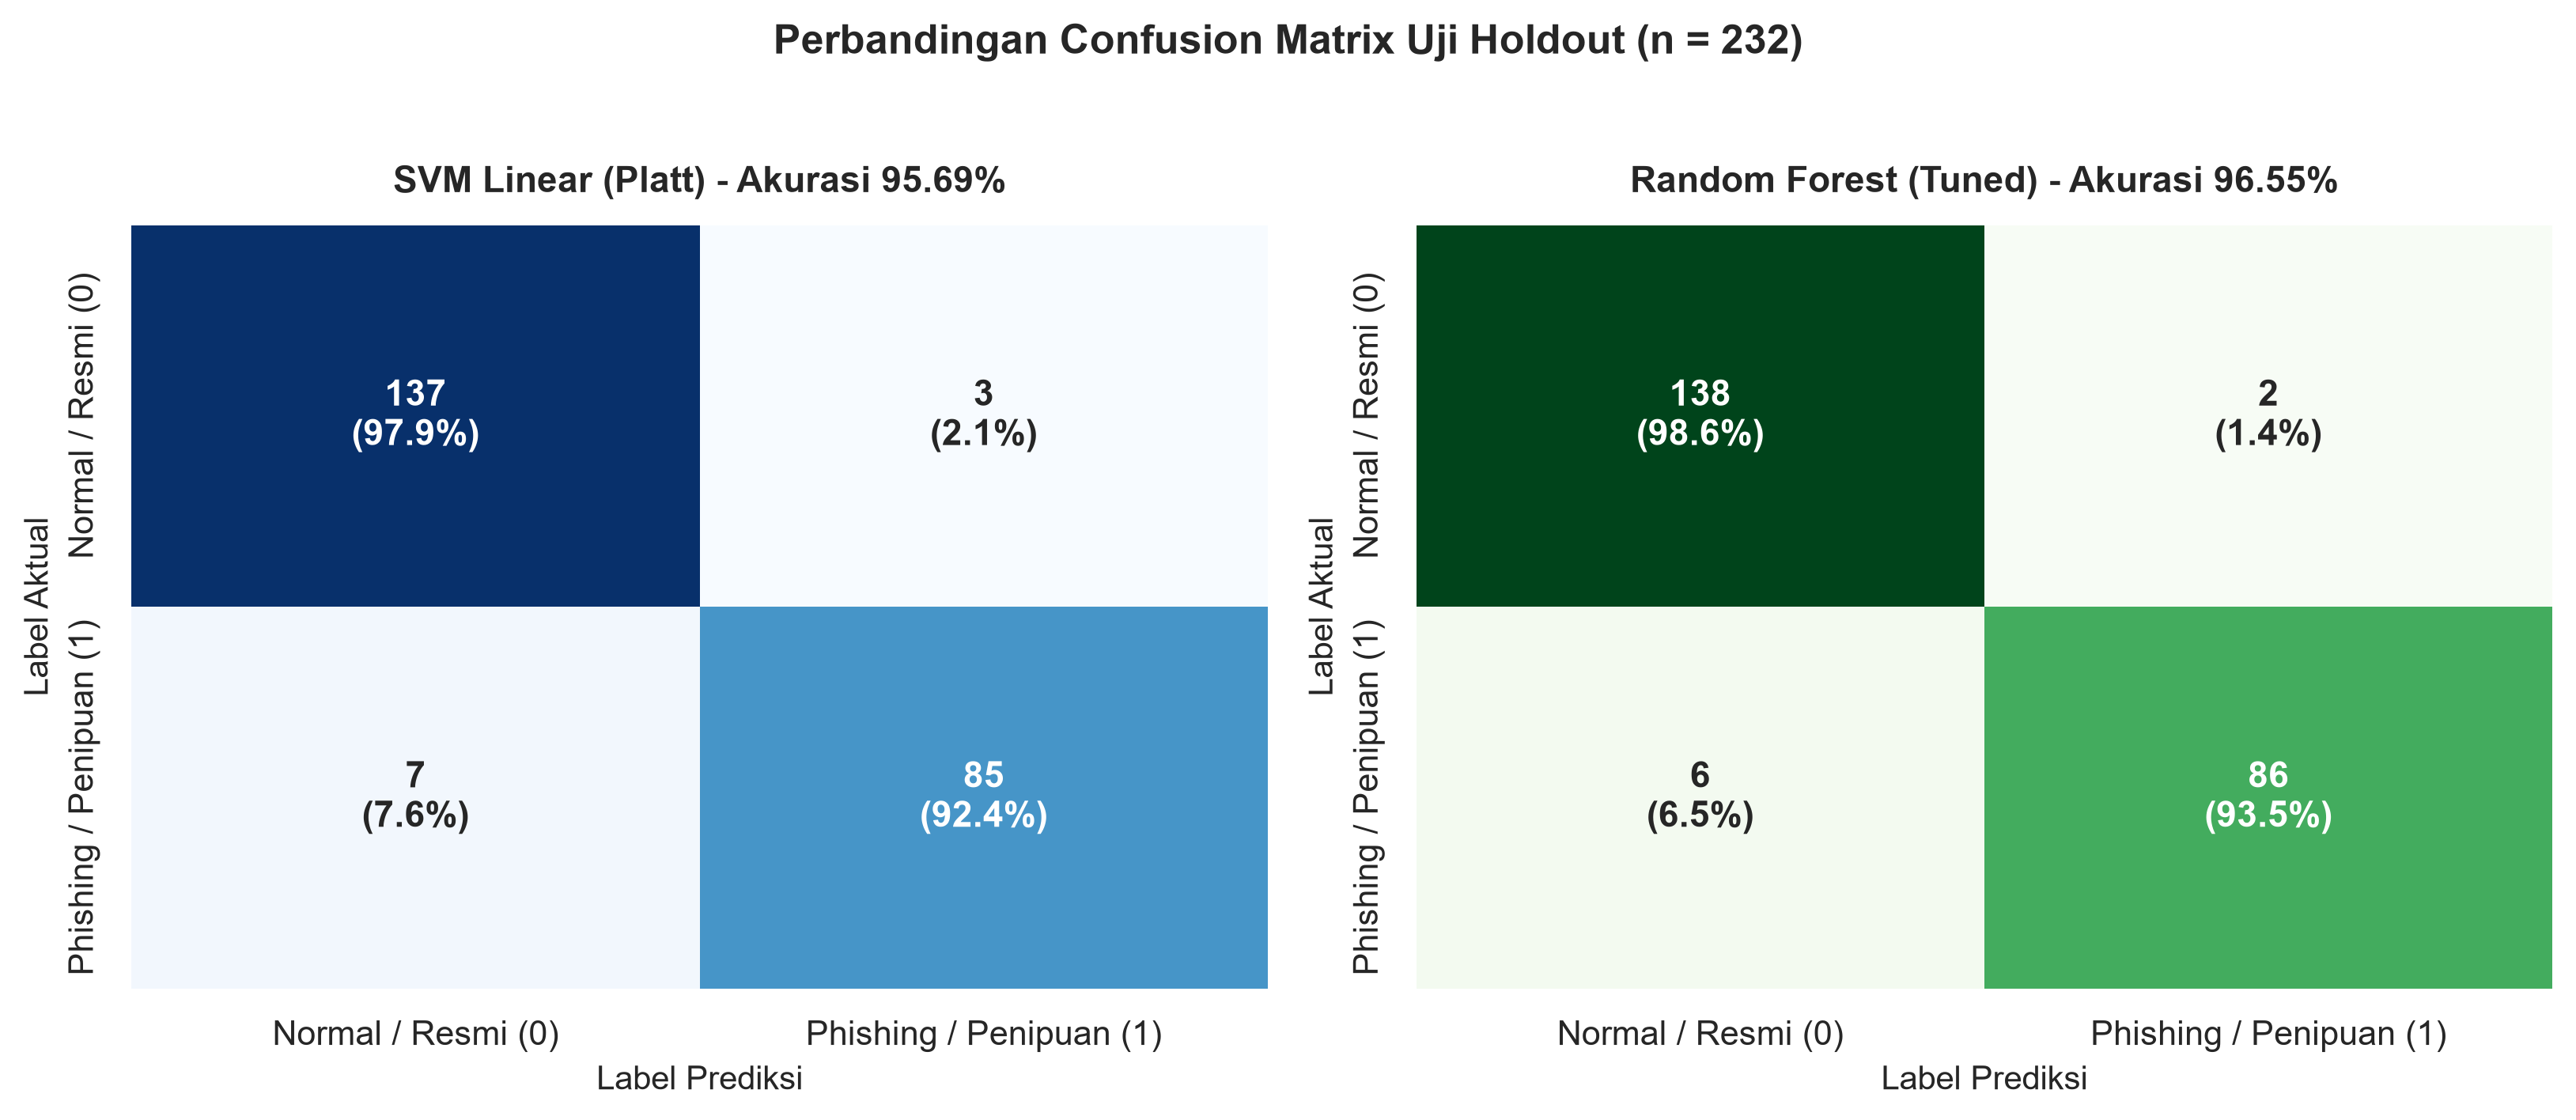 Perbandingan Confusion Matrix Uji Holdout (n = 232)
SVM Linear (Platt) - Akurasi 95.69%
Label Aktual
Normal / Resmi (0)
Phishing / Penipuan (1)
137
(97.9%)
3
(2.1%)
7
(7.6%)
85
(92.4%)
Normal / Resmi (0)
Phishing / Penipuan (1)
Label Prediksi
Random Forest (Tuned) - Akurasi 96.55%
Label Aktual
Normal / Resmi (0)
Phishing / Penipuan (1)
138
(98.6%)
2
(1.4%)
6
(6.5%)
86
(93.5%)
Normal / Resmi (0)
Phishing / Penipuan (1)
Label Prediksi